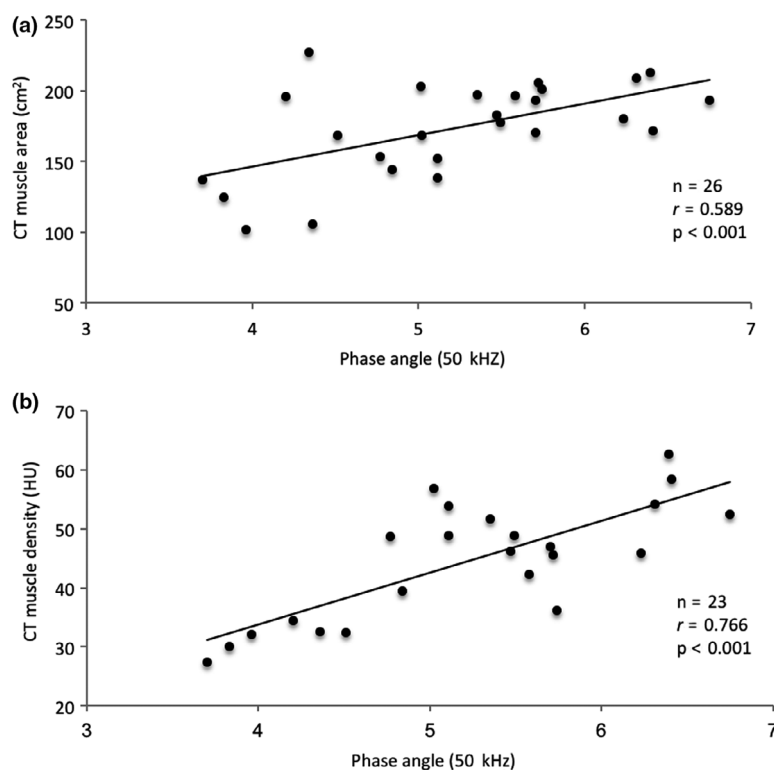 (a)
250
200
150
100
50
CT muscle area (cm²)
3 4 5 6 7
Phase angle (50 kHZ)
n = 26
r = 0.589
p < 0.001
(b)
70
60
50
40
30
20
CT muscle density (HU)
3 4 5 6 7
Phase angle (50 kHz)
n = 23
r = 0.766
p < 0.001